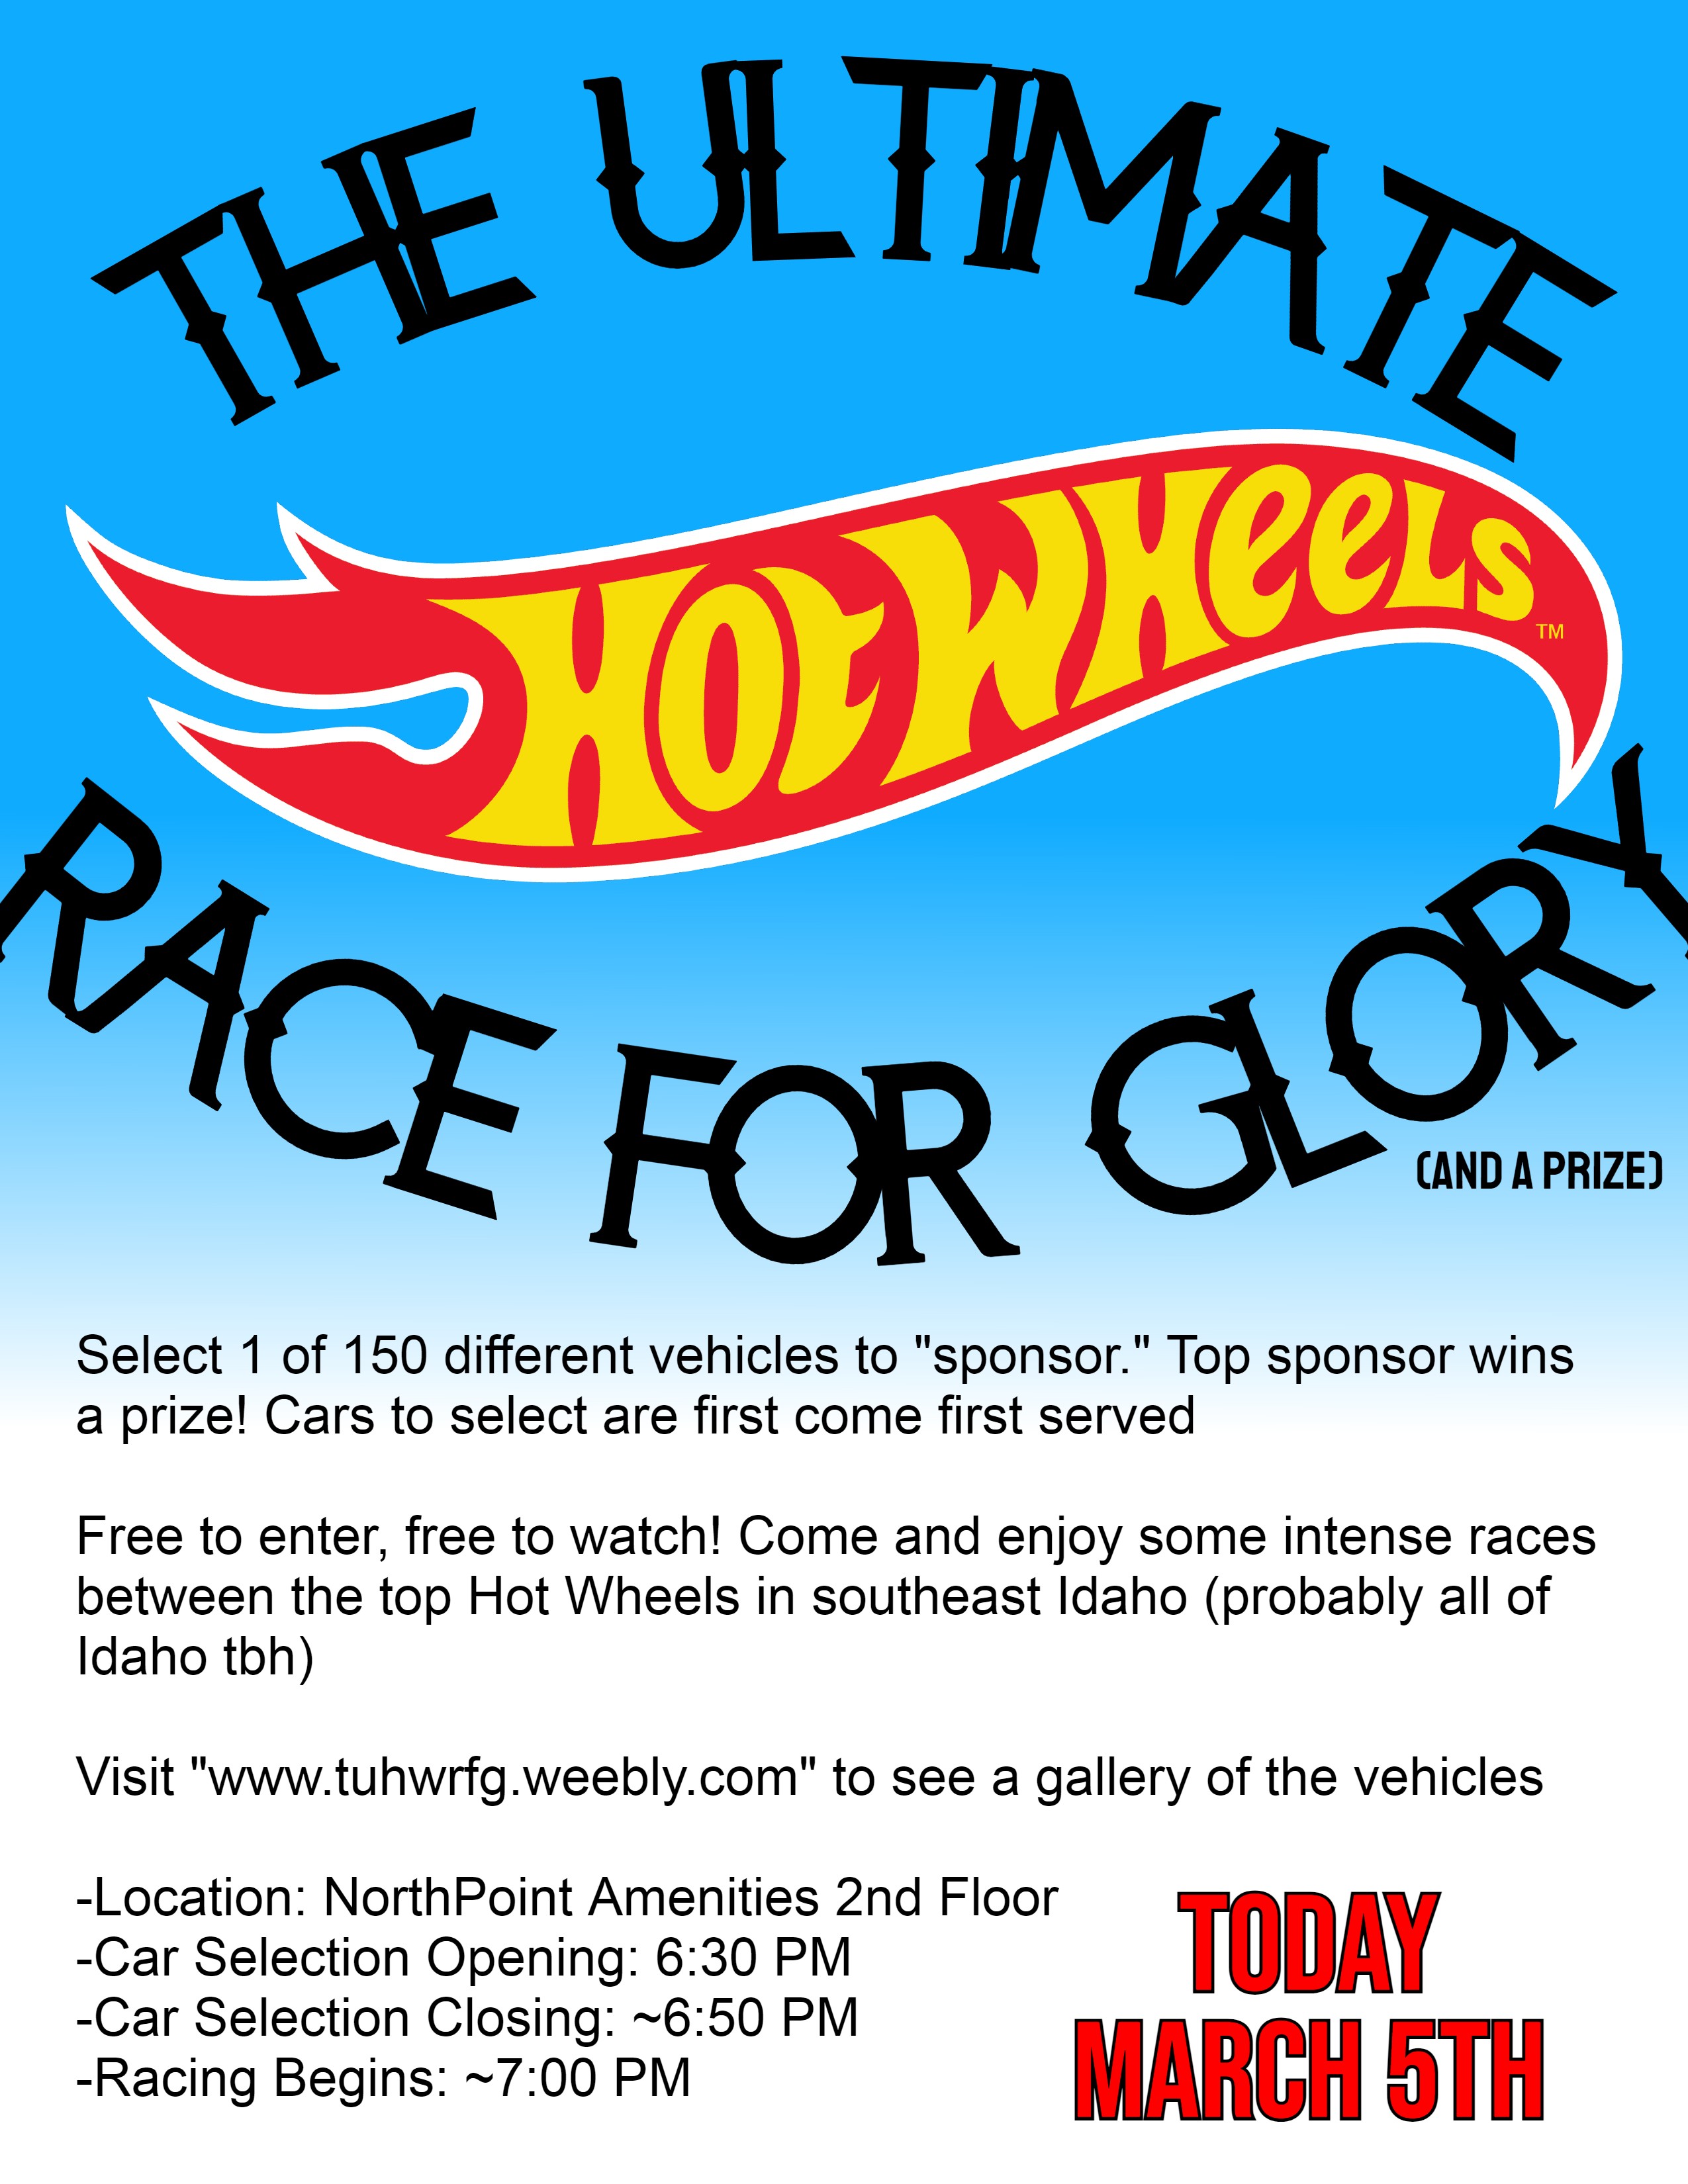 THE ULTIMATE
HOT WHEELS
TM
RACE FOR GLORY
(AND A PRIZE)
Select 1 of 150 different vehicles to "sponsor." Top sponsor wins
a prize! Cars to select are first come first served
Free to enter, free to watch! Come and enjoy some intense races
between the top Hot Wheels in southeast Idaho (probably all of
Idaho tbh)
Visit "www.tuhwrfg.weebly.com" to see a gallery of the vehicles
-Location: NorthPoint Amenities 2nd Floor
-Car Selection Opening: 6:30 PM
-Car Selection Closing: ~6:50 PM
-Racing Begins: ~7:00 PM
TODAY
MARCH 5TH